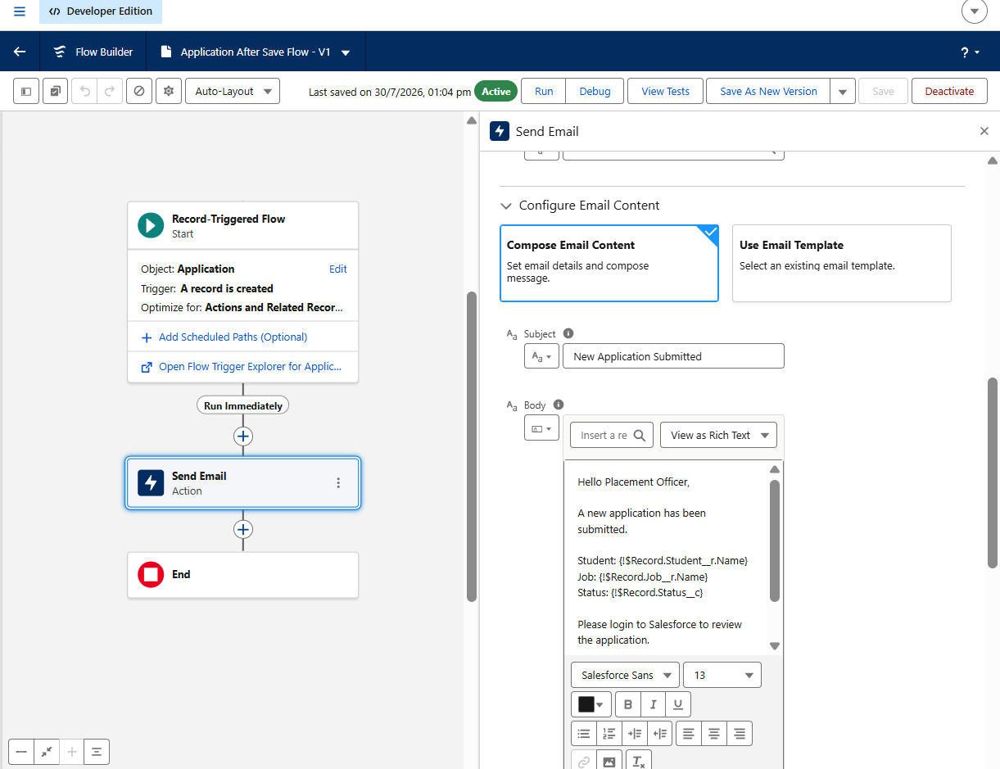 Developer Edition
Flow Builder
Application After Save Flow - V1
?
Auto-Layout
Last saved on 30/7/2026, 01:04 pm
Active
Run
Debug
View Tests
Save As New Version
Save
Deactivate
Record-Triggered Flow
Start
Object: Application
Edit
Trigger: A record is created
Optimize for: Actions and Related Recor...
Add Scheduled Paths (Optional)
Open Flow Trigger Explorer for Applic...
Run Immediately
Send Email
Action
End
Send Email
Configure Email Content
Compose Email Content
Set email details and compose
message.
Use Email Template
Select an existing email template.
Aa Subject
Aa
New Application Submitted
Aa Body
Insert a re
View as Rich Text
Hello Placement Officer,
A new application has been
submitted.
Student: {!$Record.Student__r.Name}
Job: {!$Record.Job__r.Name}
Status: {!$Record.Status__c}
Please login to Salesforce to review
the application.
Salesforce Sans
13
B I U